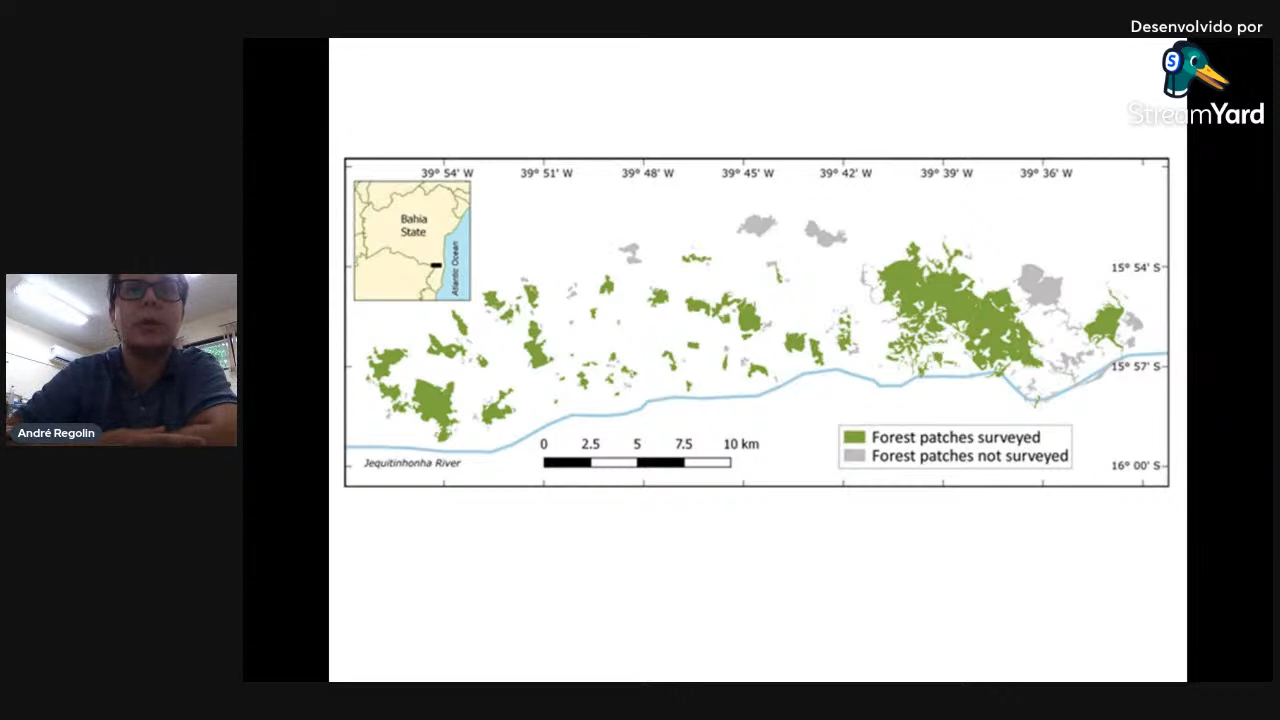 Desenvolvido por
StreamYard
39° 54' W
39° 51' W
39° 48' W
39° 45' W
39° 42' W
39° 39' W
39° 36' W
Bahia
State
Atlantic Ocean
15° 54' S
15° 57' S
16° 00' S
0 2.5 5 7.5 10 km
Jequitinhonha River
Forest patches surveyed
Forest patches not surveyed
André Regolin